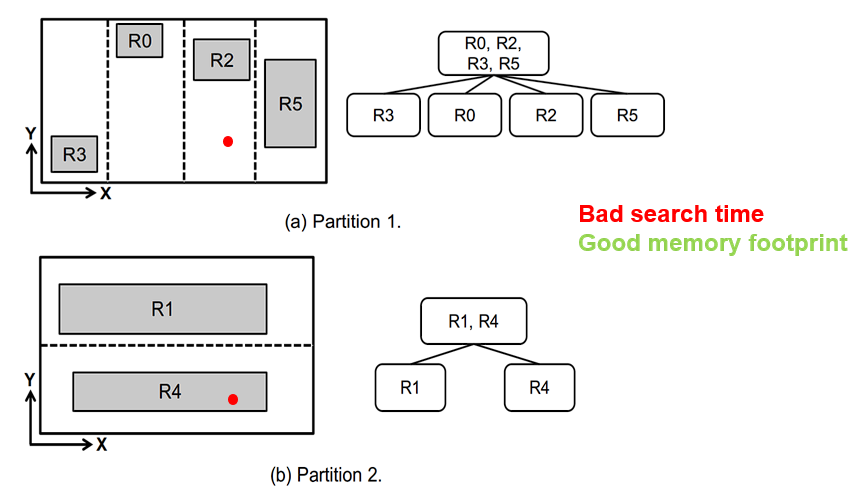 R0
R2
R5
R3
Y
X
R0, R2,
R3, R5
R3 R0 R2 R5
(a) Partition 1.
Bad search time
Good memory footprint
R1
R4
Y
X
R1, R4
R1 R4
(b) Partition 2.